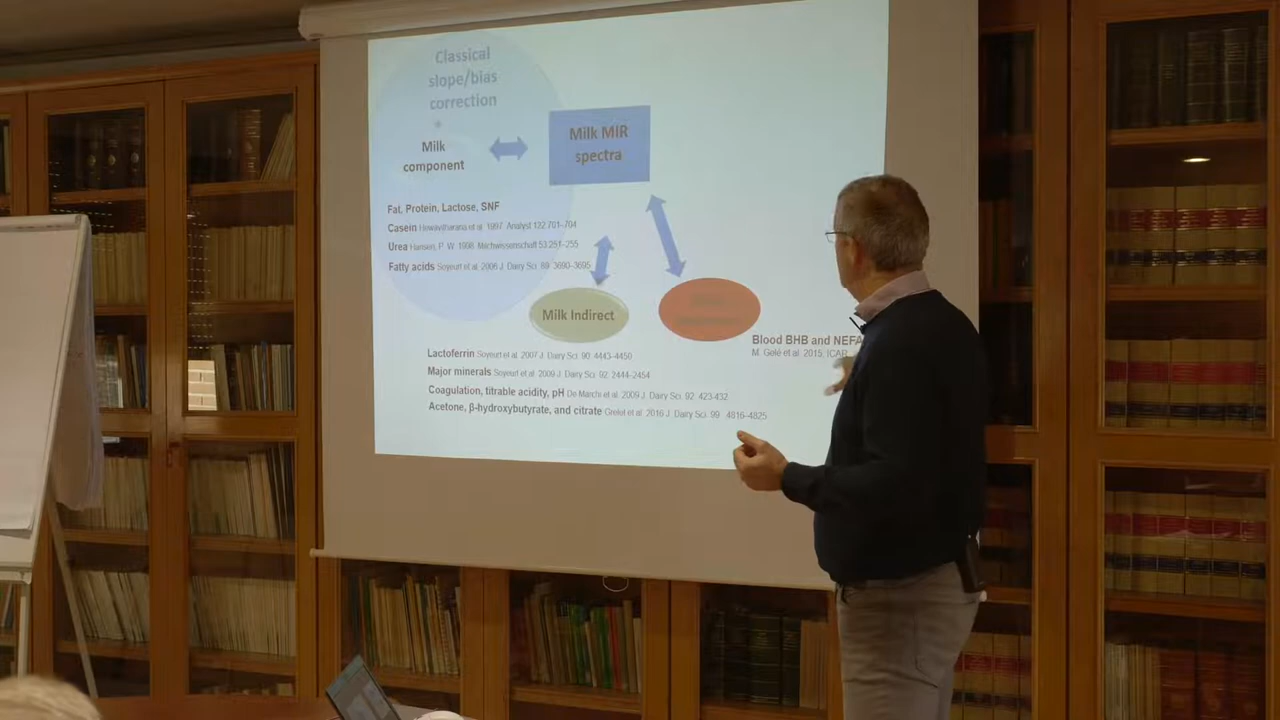 Classical
slope/bias
correction
Milk
component
Milk MIR
spectra
Fat, Protein, Lactose, SNF
Casein Hewavitharana et al. 1997 Analyst 132 701–704
Urea Hansen, P. W. 1998 53 251–255
Fatty acids Soyeurt et al. 2006 J. Dairy Sci. 89 3690–3695
Milk Indirect
Blood BHB and NEFA
M. Gelé et al. 2015, ICAR
Lactoferrin Soyeurt et al. 2007 J. Dairy Sci. 90 4443-4450
Major minerals Soyeurt et al. 2009 J. Dairy Sci. 92 2444-2454
Coagulation, titrable acidity, pH De Marchi et al. 2009 J. Dairy Sci. 92 423-432
Acetone, β-hydroxybutyrate, and citrate Grelet et al. 2016 J. Dairy Sci. 99 4816-4825